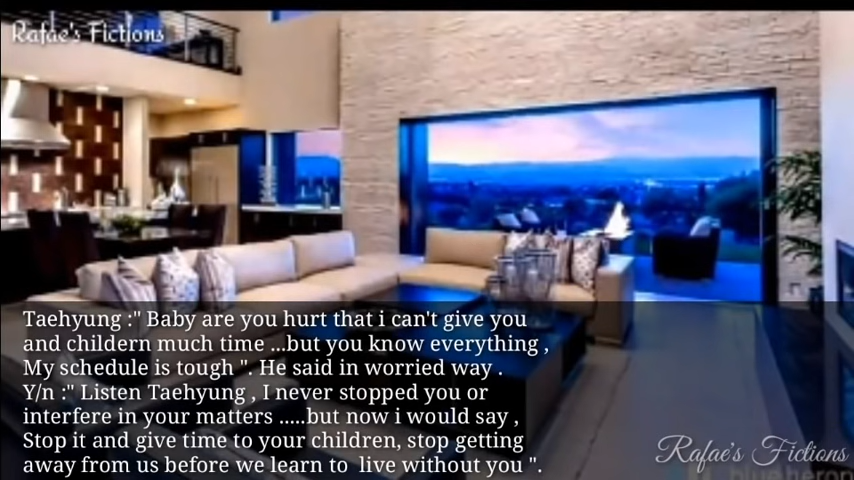 Rafae's Fictions
Taehyung :" Baby are you hurt that i can't give you
and childern much time ...but you know everything ,
My schedule is tough ". He said in worried way .
Y/n :" Listen Taehyung , I never stopped you or
interfere in your matters .....but now i would say ,
Stop it and give time to your children, stop getting
away from us before we learn to live without you ".
Rafae's Fictions
blue heron